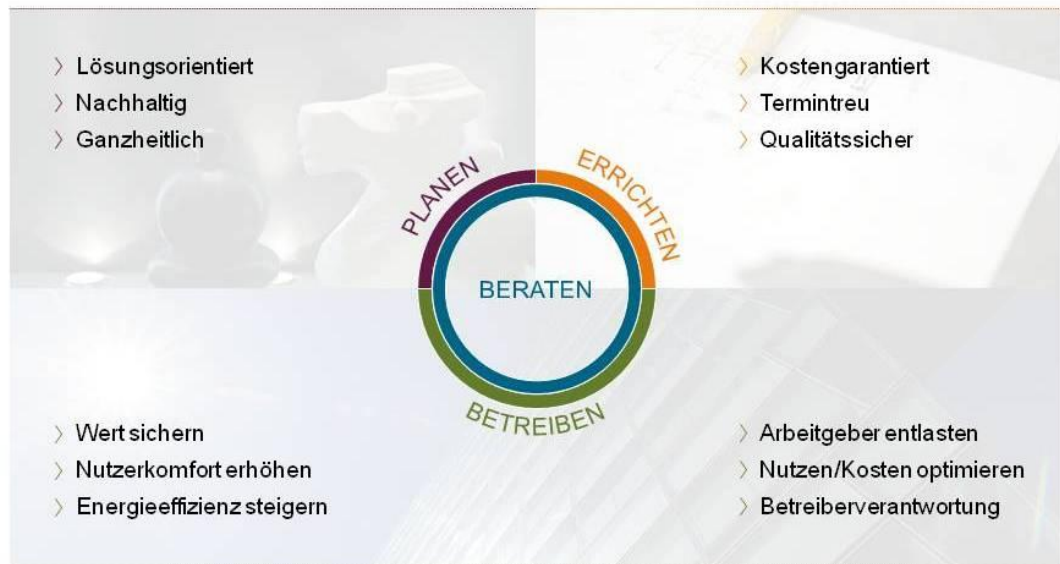 Lösungsorientiert
Nachhaltig
Ganzheitlich
Kostengarantiert
Termintreu
Qualitätssicher
PLANEN
ERRICHTEN
BERATEN
BETREIBEN
Wert sichern
Nutzerkomfort erhöhen
Energieeffizienz steigern
Arbeitgeber entlasten
Nutzen/Kosten optimieren
Betreiberverantwortung